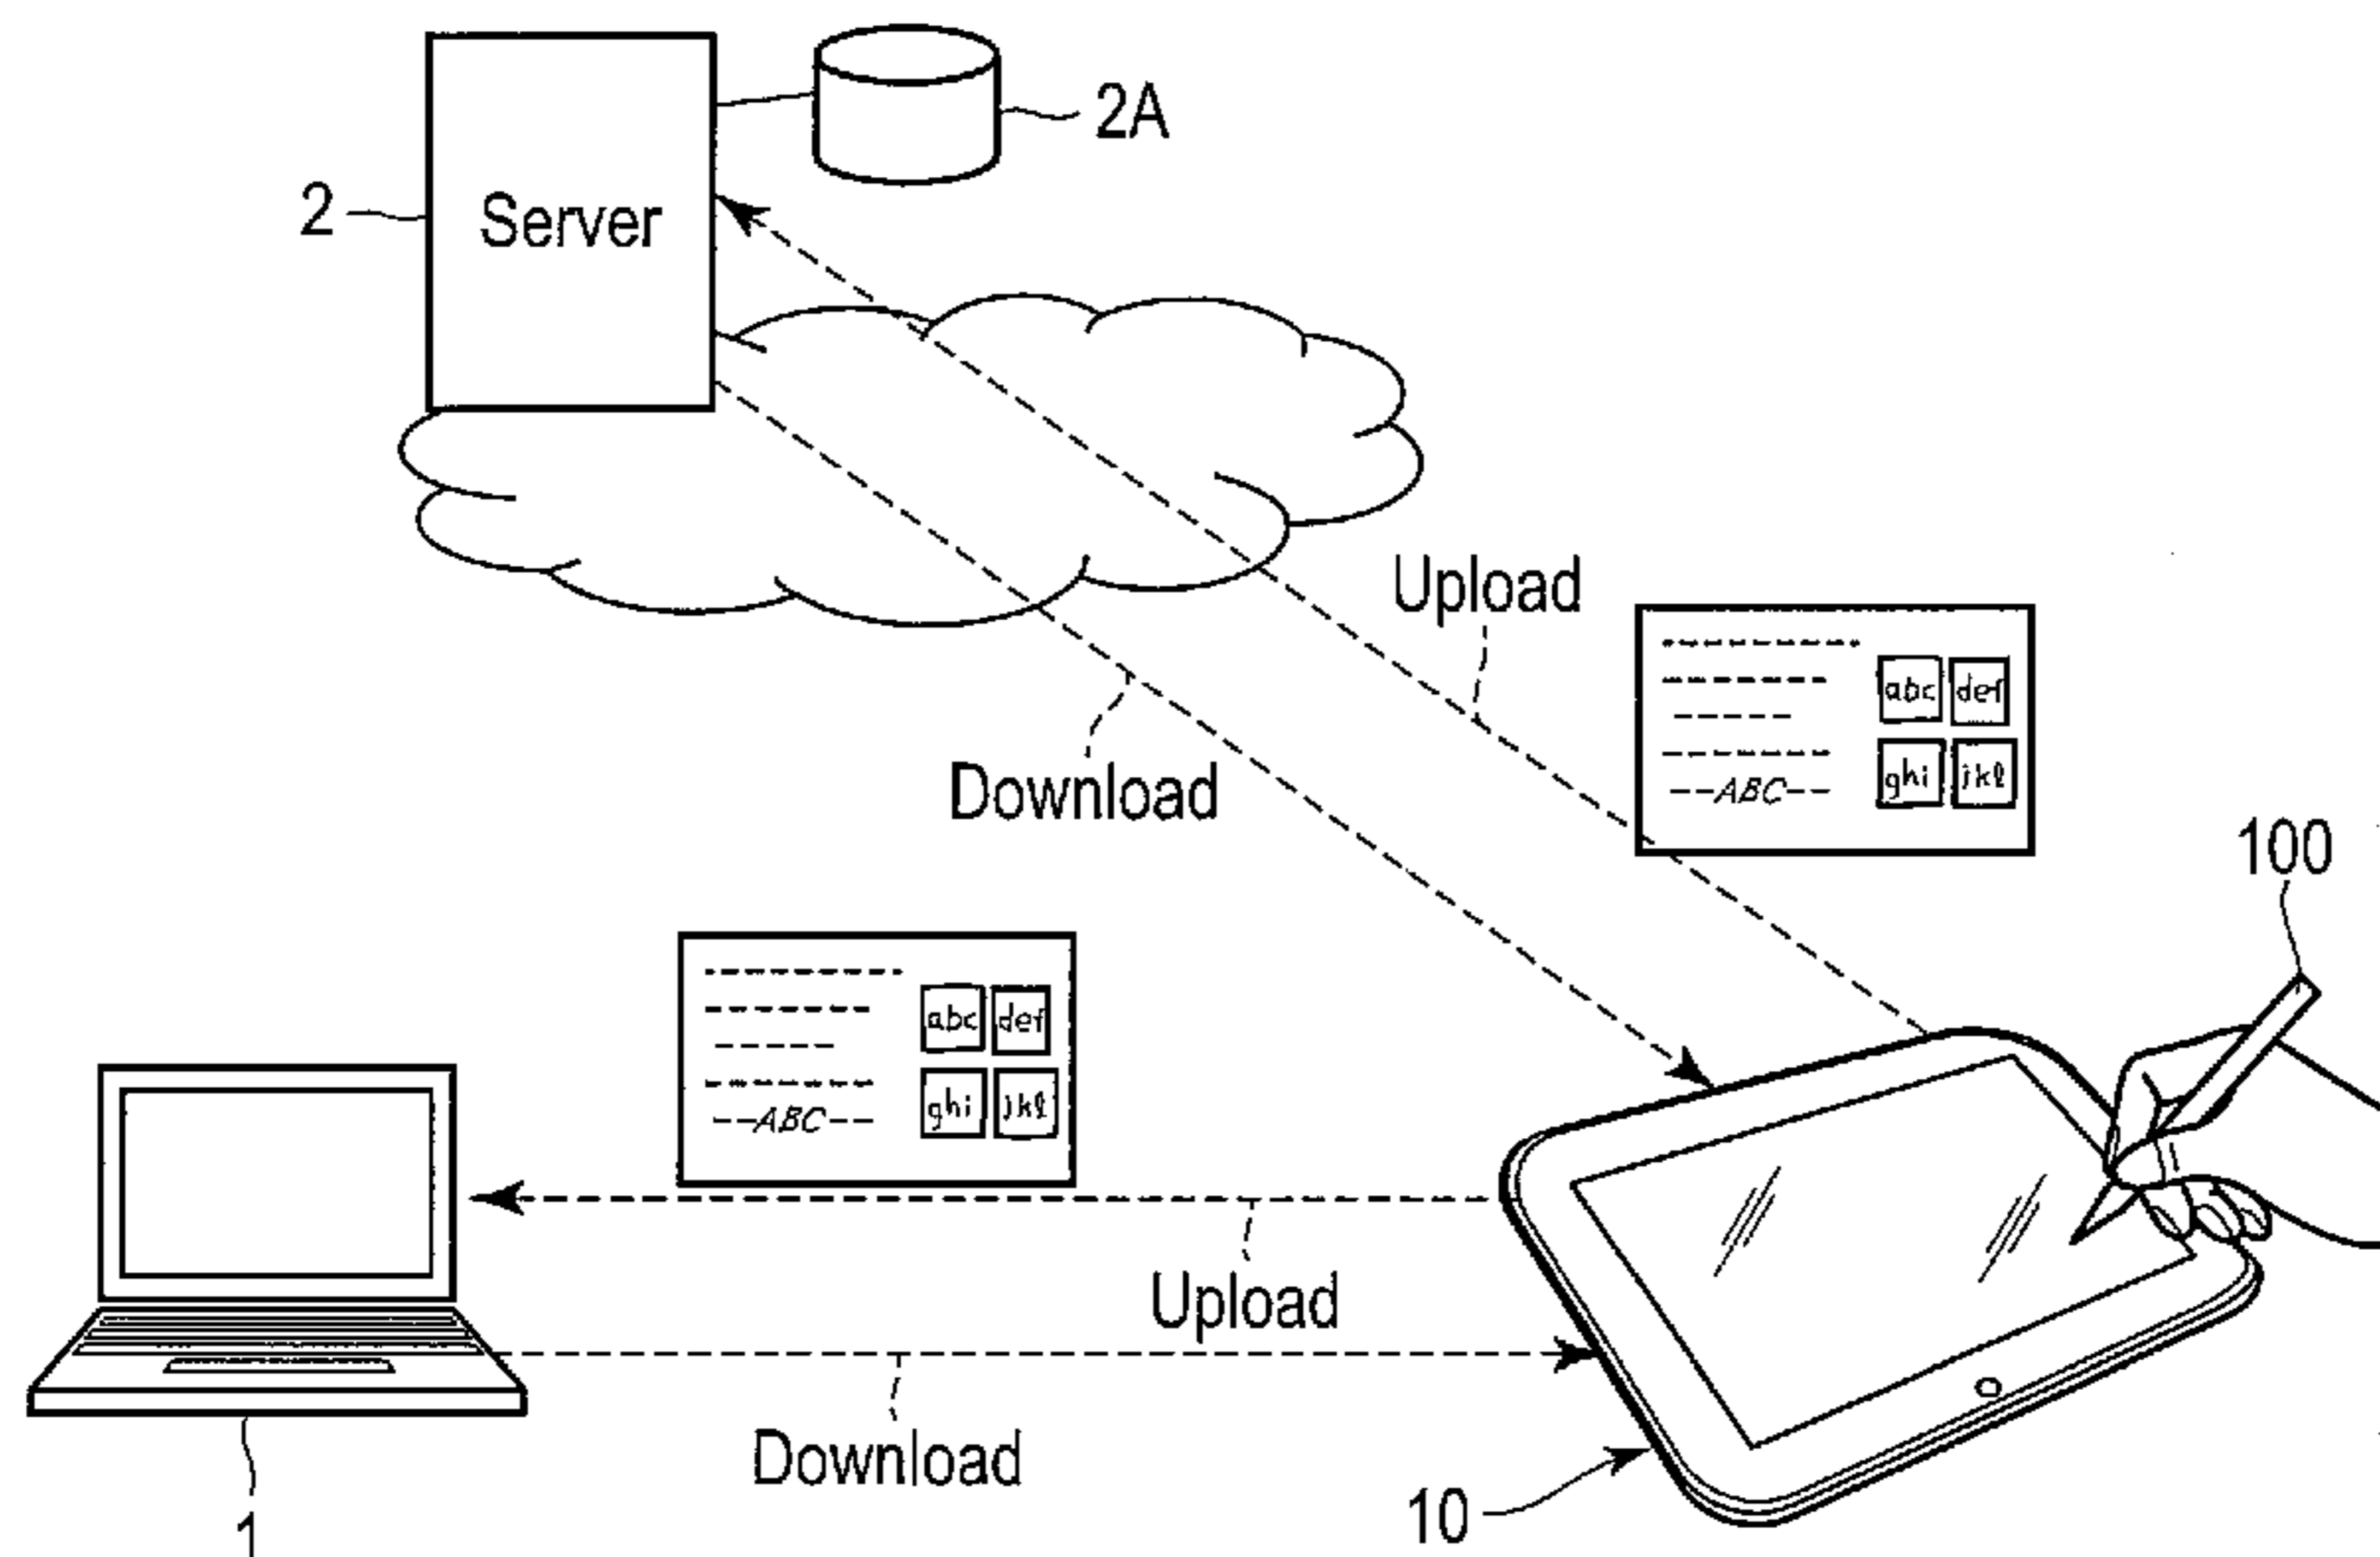 2A
2
Server
Upload
abc def
ghi jkl
--ABC--
Download
100
abc def
ghi jkl
--ABC--
Upload
Download
10
1